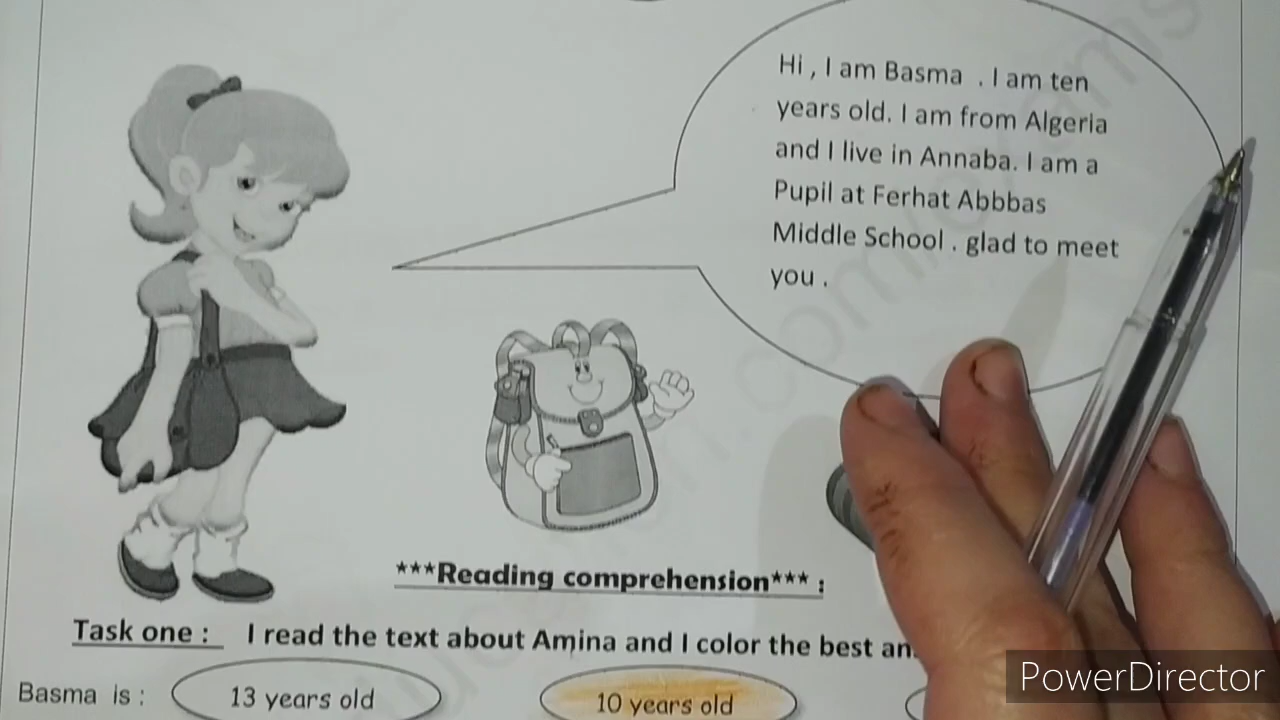 Hi , I am Basma . I am ten
years old. I am from Algeria
and I live in Annaba. I am a
Pupil at Ferhat Abbbas
Middle School . glad to meet
you .
***Reading comprehension*** :
Task one : I read the text about Amina and I color the best
Basma is : 13 years old 10 years old
PowerDirector